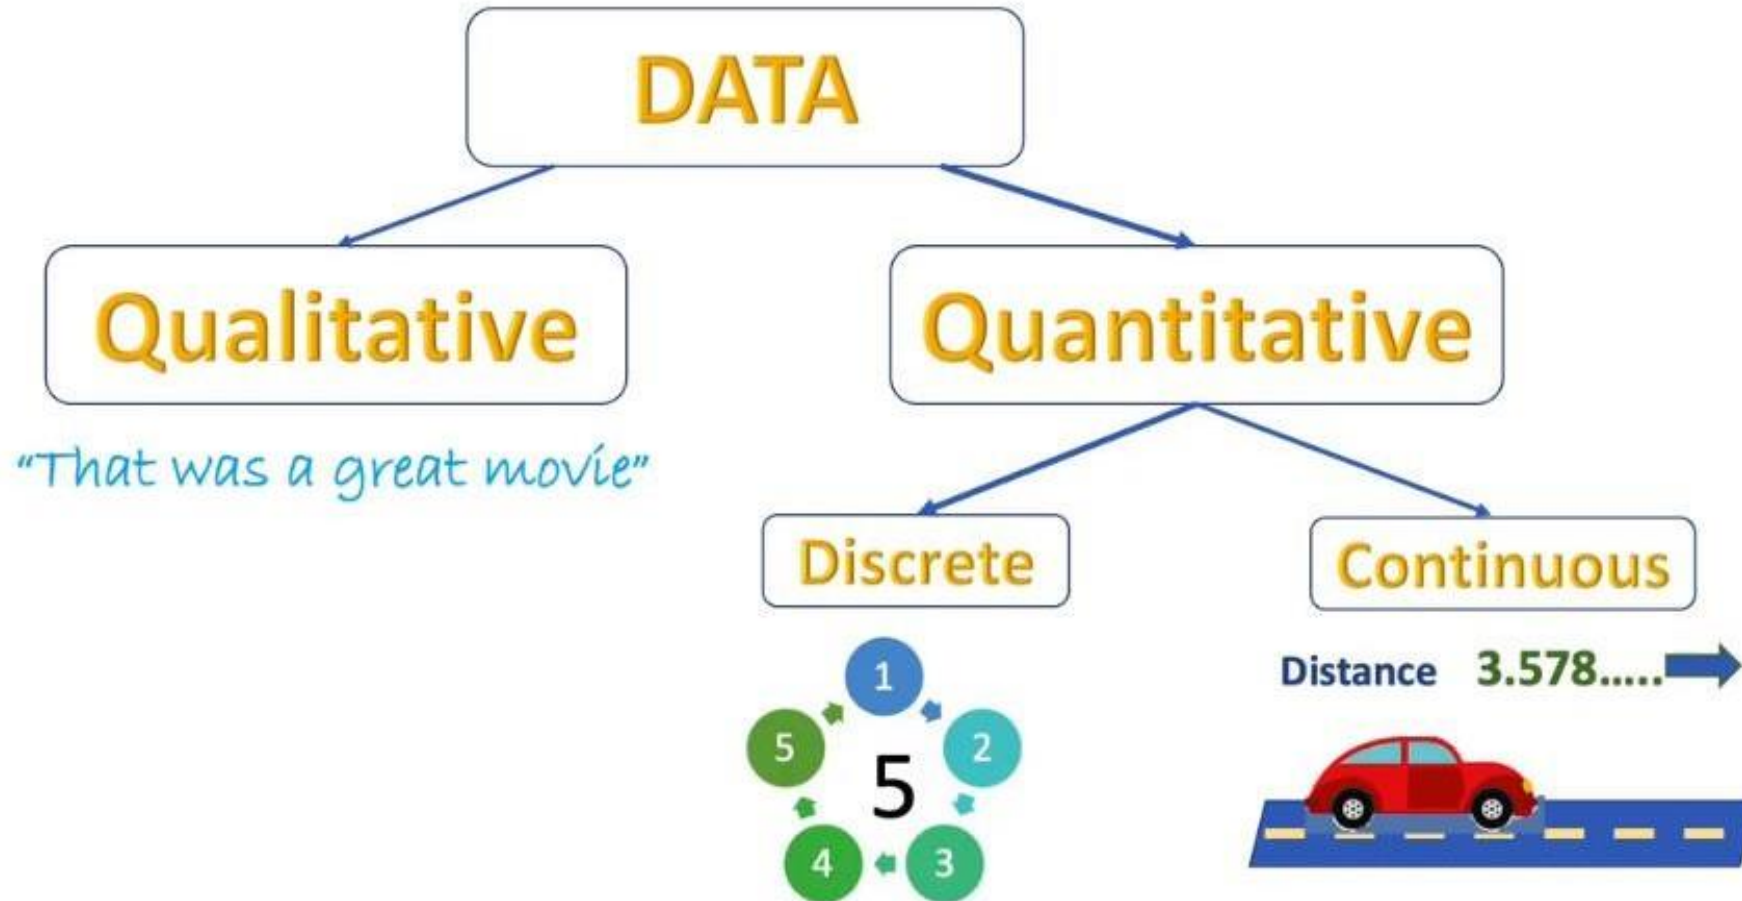 DATA
Qualitative
Quantitative
“That was a great movie”
Discrete
Continuous
1
2
3
4
5
5
Distance 3.578.....